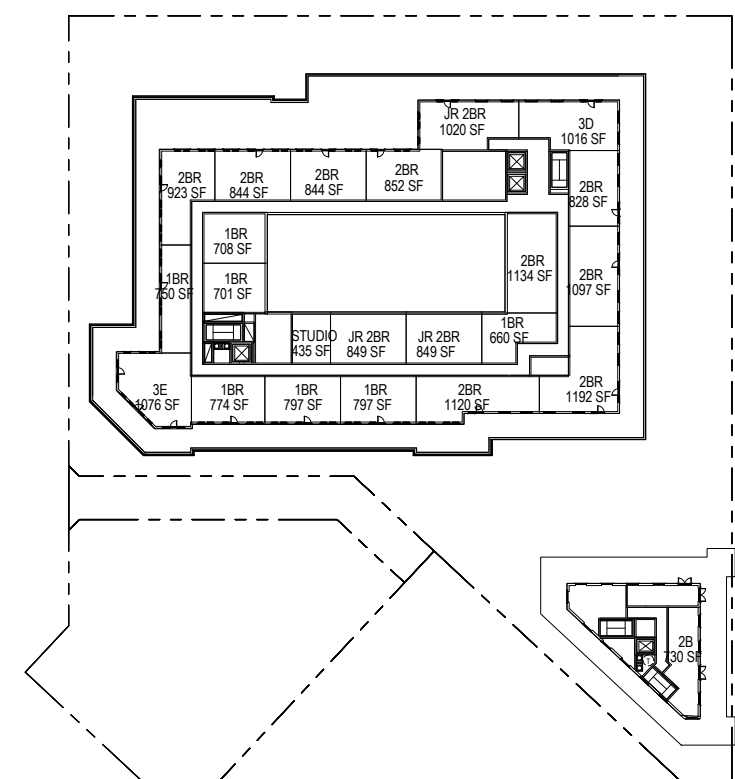 JR 2BR
1020 SF
3D
1016 SF
2BR
923 SF
2BR
844 SF
2BR
844 SF
2BR
852 SF
2BR
828 SF
1BR
708 SF
2BR
1134 SF
1BR
750 SF
1BR
701 SF
2BR
1097 SF
STUDIO
435 SF
JR 2BR
849 SF
JR 2BR
849 SF
1BR
660 SF
3E
1076 SF
1BR
774 SF
1BR
797 SF
1BR
797 SF
2BR
1120 SF
2BR
1192 SF
2B
730 SF
T